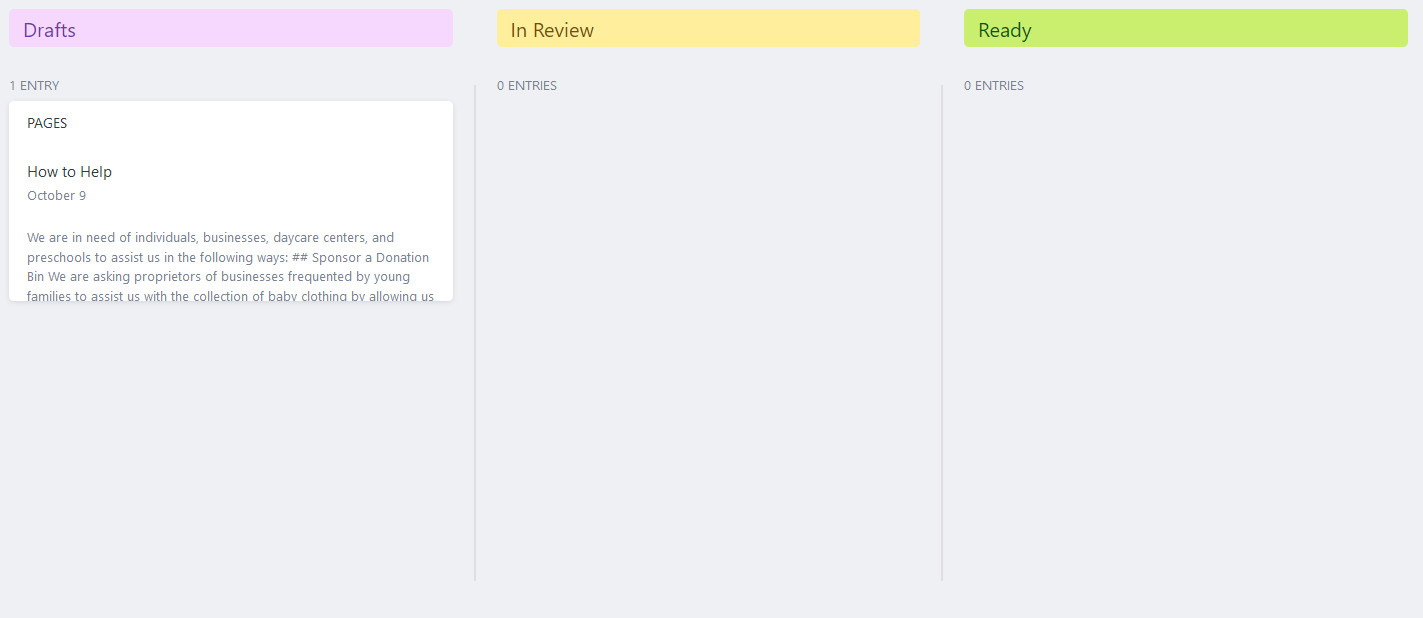 Drafts
In Review
Ready
1 ENTRY
0 ENTRIES
0 ENTRIES
PAGES
How to Help
October 9
We are in need of individuals, businesses, daycare centers, and
preschools to assist us in the following ways: ## Sponsor a Donation
Bin We are asking proprietors of businesses frequented by young
families to assist us with the collection of baby clothing by allowing us